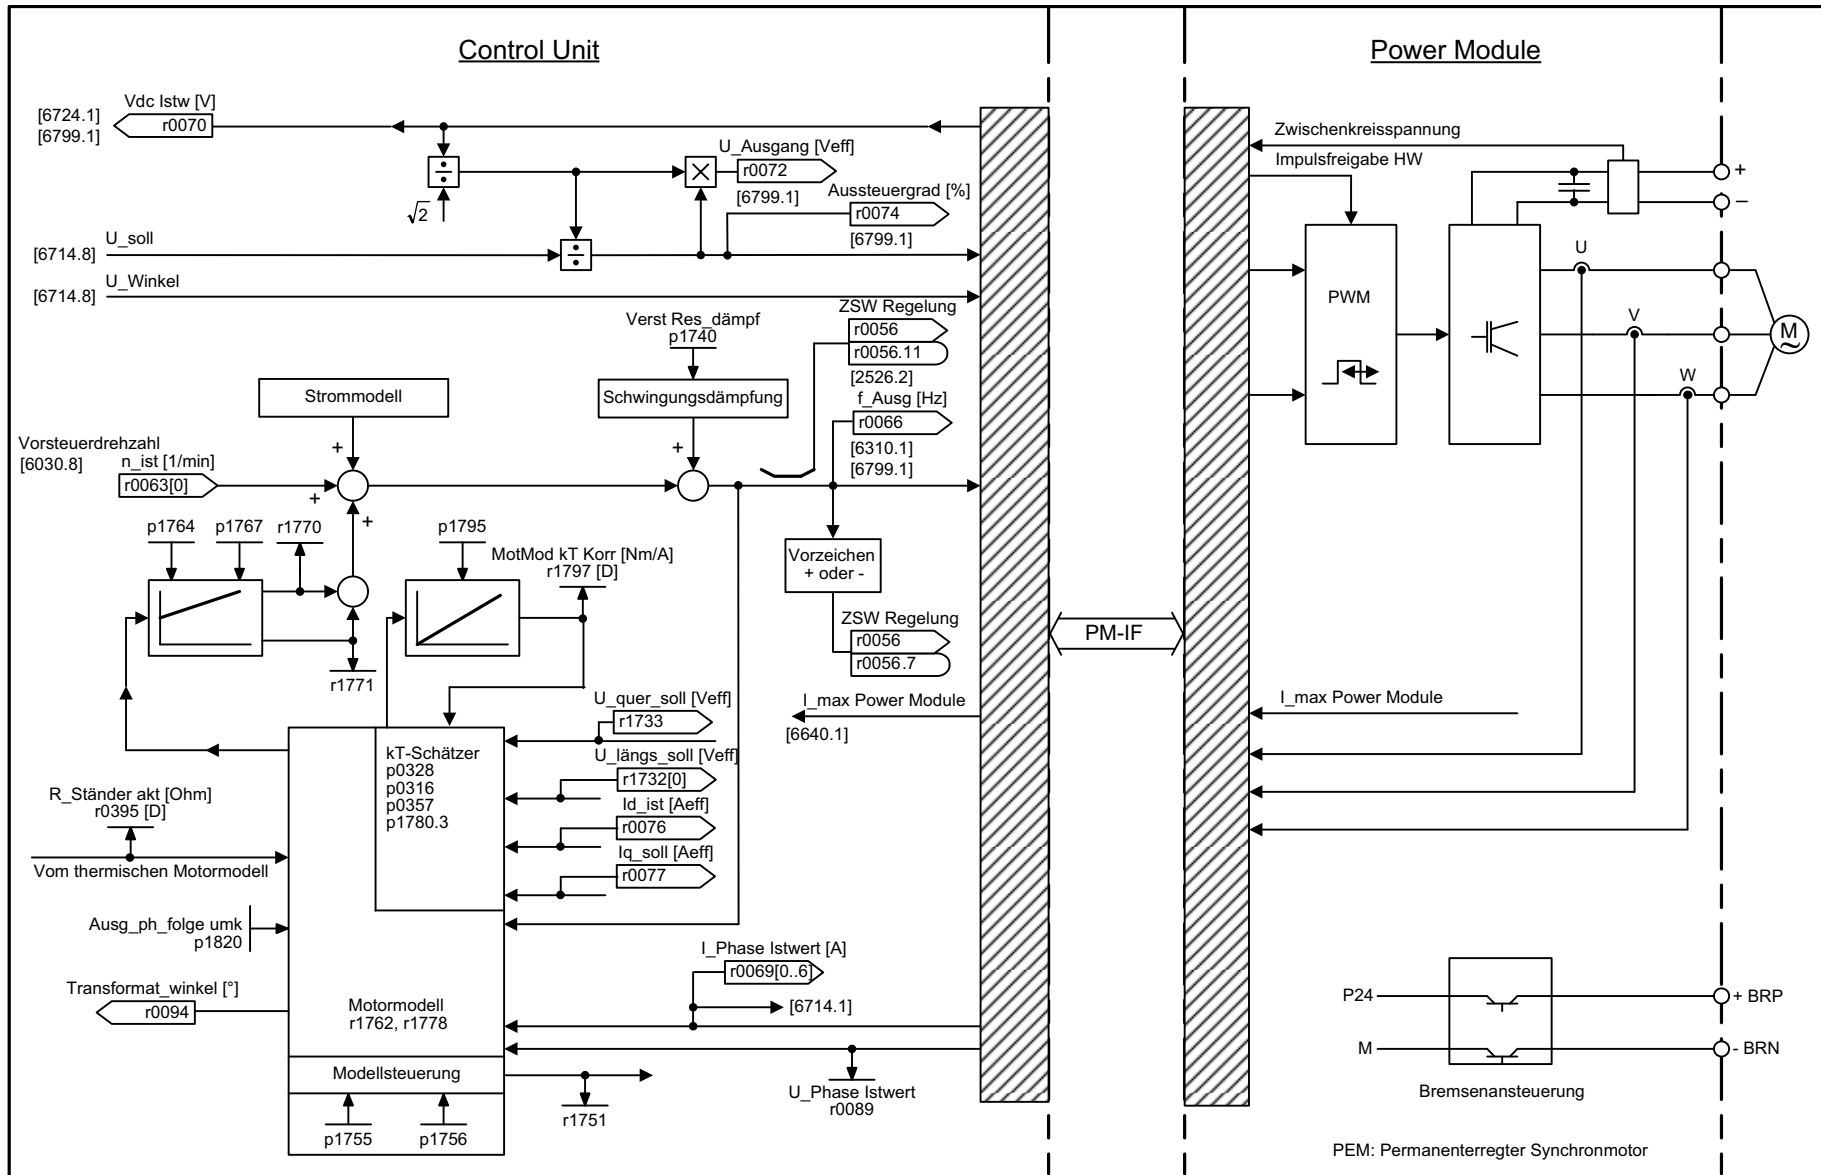 Control Unit
Power Module
Vdc Istw [V]
[6724.1]
[6799.1]
r0070
÷
√2
×
U_Ausgang [Veff]
r0072
[6799.1]
Aussteuergrad [%]
r0074
[6799.1]
U_soll
[6714.8]
÷
U_Winkel
[6714.8]
ZSW Regelung
r0056
r0056.11
[2526.2]
Verst Res_dämpf
p1740
Strommodell
Schwingungsdämpfung
f_Ausg [Hz]
r0066
[6310.1]
[6799.1]
Vorsteuerdrehzahl
[6030.8]
n_ist [1/min]
r0063[0]
+
+
+
+
p1764
p1767
r1770
p1795
MotMod kT Korr [Nm/A]
r1797 [D]
Vorzeichen
+ oder -
ZSW Regelung
r0056
r0056.7
r1771
U_quer_soll [Veff]
r1733
I_max Power Module
[6640.1]
kT-Schätzer
p0328
p0316
p0357
p1780.3
U_längs_soll [Veff]
r1732[0]
Id_ist [Aeff]
r0076
Iq_soll [Aeff]
r0077
R_Ständer akt [Ohm]
r0395 [D]
Vom thermischen Motormodell
Ausg_ph_folge umk
p1820
Transformat_winkel [°]
r0094
Motormodell
r1762, r1778
I_Phase Istwert [A]
r0069[0..6]
[6714.1]
Modellsteuerung
U_Phase Istwert
r0089
r1751
p1755
p1756
PM-IF
Zwischenkreisspannung
Impulsfreigabe HW
+
–
PWM
U
V
W
M
~
I_max Power Module
P24
+ BRP
M
- BRN
Bremsenansteuerung
PEM: Permanenterregter Synchronmotor